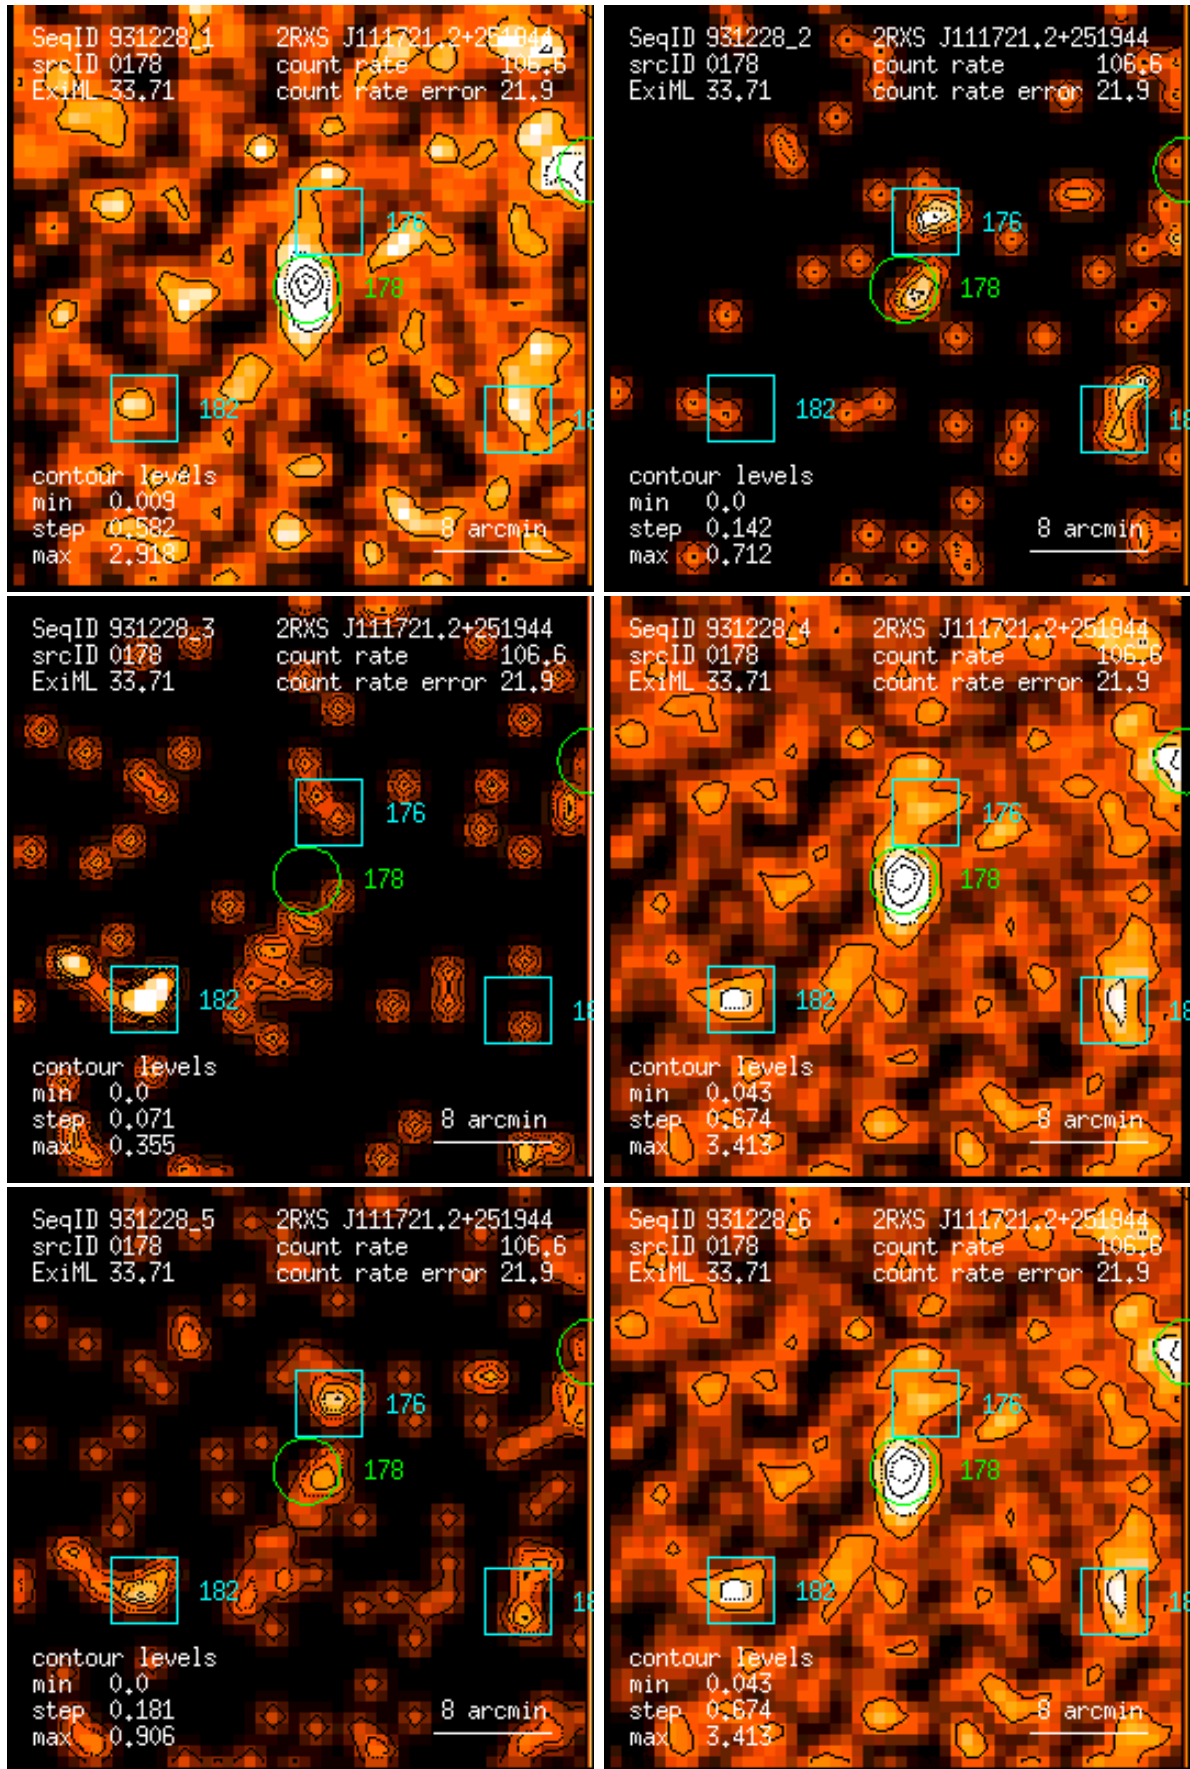 SeqID 931228_1 2RXS J111721.2+251944
srcID 0178 count rate 106.6
ExiML 33.71 count rate error 21.9
176
178
182
18
contour levels
min 0.009
step 0.582
max 2.918
8 arcmin
SeqID 931228_2 2RXS J111721.2+251944
srcID 0178 count rate 106.6
ExiML 33.71 count rate error 21.9
176
178
182
18
contour levels
min 0.0
step 0.142
max 0.712
8 arcmin
SeqID 931228_3 2RXS J111721.2+251944
srcID 0178 count rate 106.6
ExiML 33.71 count rate error 21.9
176
178
182
18
contour levels
min 0.0
step 0.071
max 0.355
8 arcmin
SeqID 931228_4 2RXS J111721.2+251944
srcID 0178 count rate 106.6
ExiML 33.71 count rate error 21.9
176
178
182
18
contour levels
min 0.043
step 0.674
max 3.413
8 arcmin
SeqID 931228_5 2RXS J111721.2+251944
srcID 0178 count rate 106.6
ExiML 33.71 count rate error 21.9
176
178
182
18
contour levels
min 0.0
step 0.181
max 0.906
8 arcmin
SeqID 931228_6 2RXS J111721.2+251944
srcID 0178 count rate 106.6
ExiML 33.71 count rate error 21.9
176
178
182
18
contour levels
min 0.043
step 0.674
max 3.413
8 arcmin